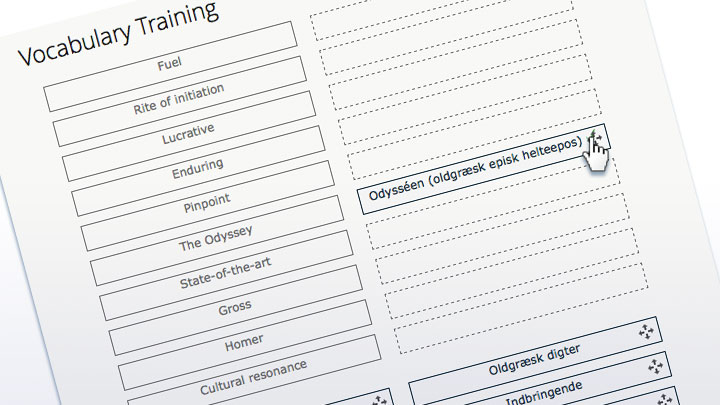 Vocabulary Training
Fuel
Rite of initiation
Lucrative
Enduring
Pinpoint
The Odyssey
State-of-the-art
Gross
Homer
Cultural resonance
Odysséen (oldgræsk episk helteepos)
Oldgræsk digter
Indbringende